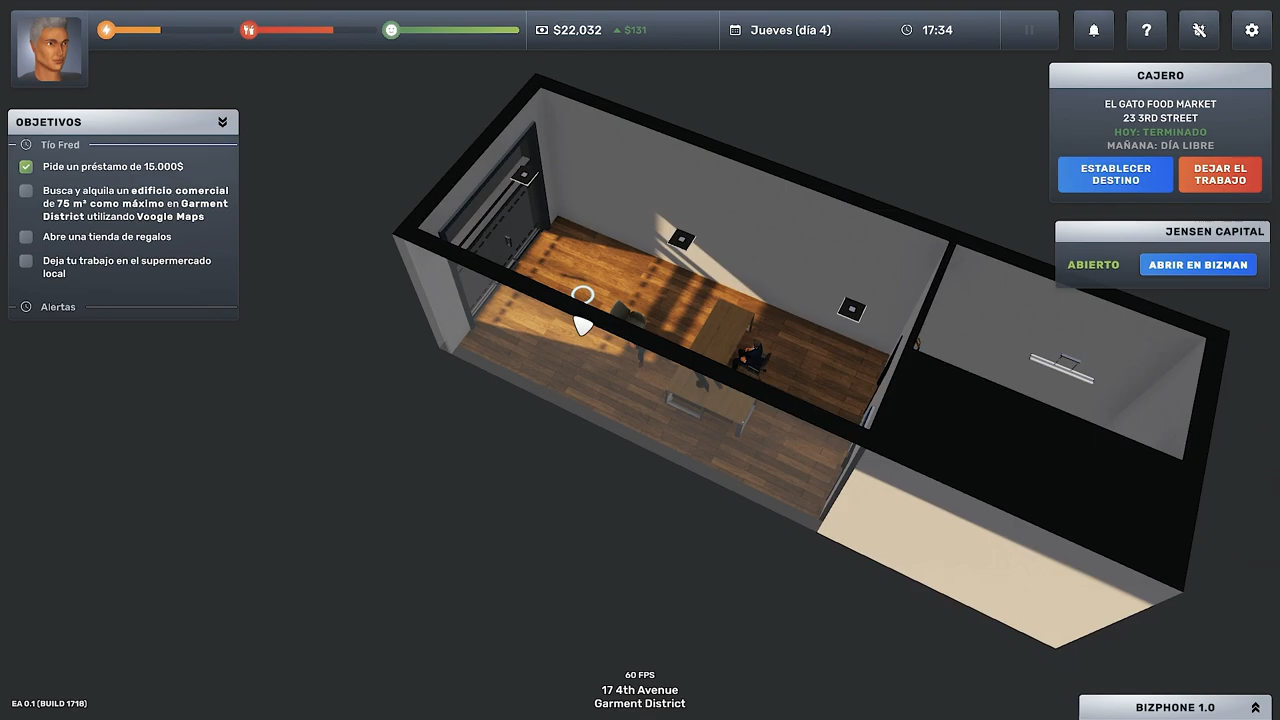 $22,032
$131
Jueves (día 4)
17:34
?
OBJETIVOS
Tío Fred
Pide un préstamo de 15.000$
Busca y alquila un edificio comercial
de 75 m² como máximo en Garment
District utilizando Voogle Maps
Abre una tienda de regalos
Deja tu trabajo en el supermercado
local
Alertas
CAJERO
EL GATO FOOD MARKET
23 3RD STREET
HOY: TERMINADO
MAÑANA: DÍA LIBRE
ESTABLECER
DESTINO
DEJAR EL
TRABAJO
JENSEN CAPITAL
ABIERTO
ABRIR EN BIZMAN
60 FPS
17 4th Avenue
Garment District
EA 0.1 (BUILD 1718)
BIZPHONE 1.0